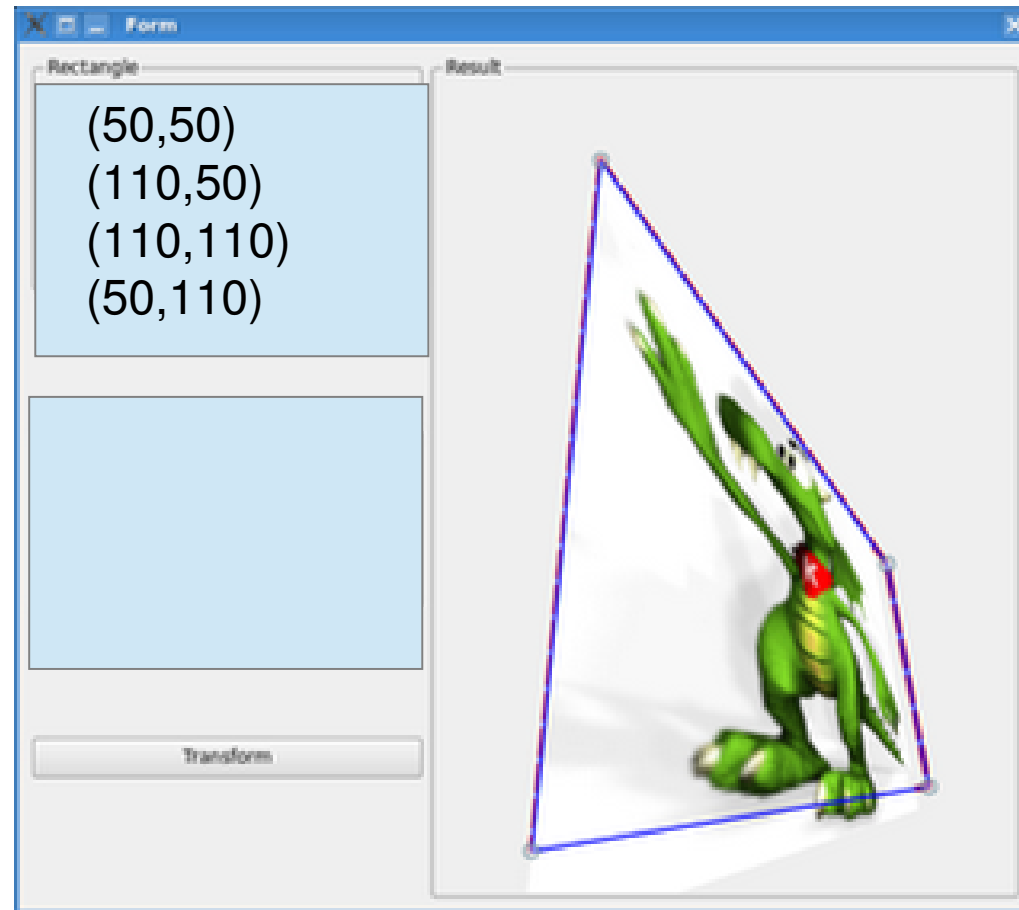 Form
Rectangle
Result
(50,50)
(110,50)
(110,110)
(50,110)
Transform